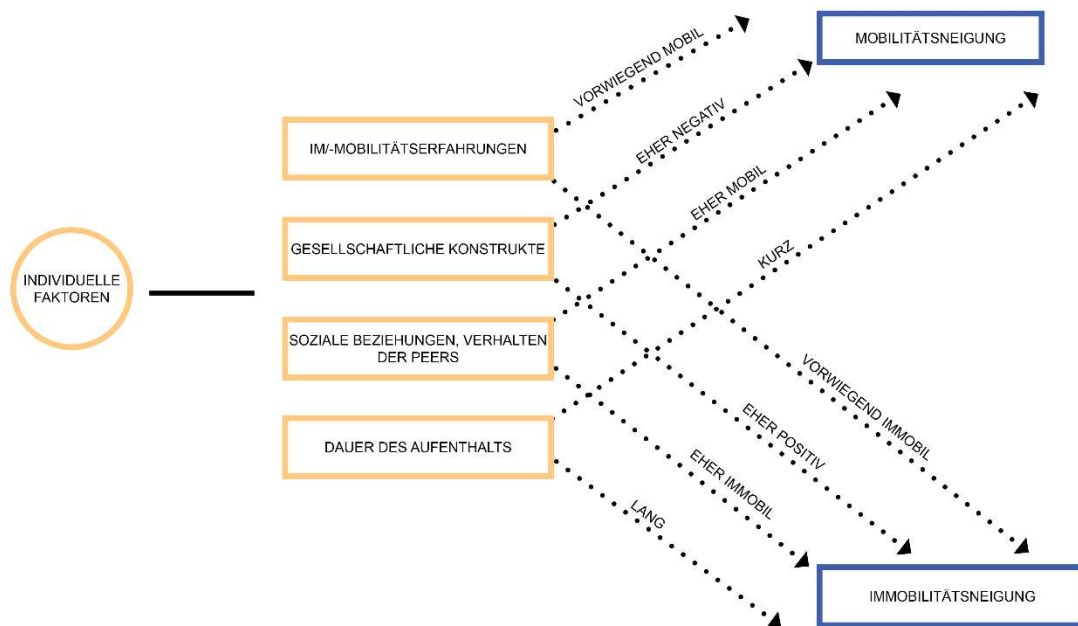 VORWIEGEND MOBIL
MOBILITÄTSNEIGUNG
EHER NEGATIV
IM/-MOBILITÄTSERFAHRUNGEN
EHER MOBIL
GESELLSCHAFTLICHE KONSTRUKTE
KURZ
INDIVIDUELLE
FAKTOREN
SOZIALE BEZIEHUNGEN, VERHALTEN
DER PEERS
VORWIEGEND IMMOBIL
DAUER DES AUFENTHALTS
EHER POSITIV
EHER IMMOBIL
LANG
IMMOBILITÄTSNEIGUNG